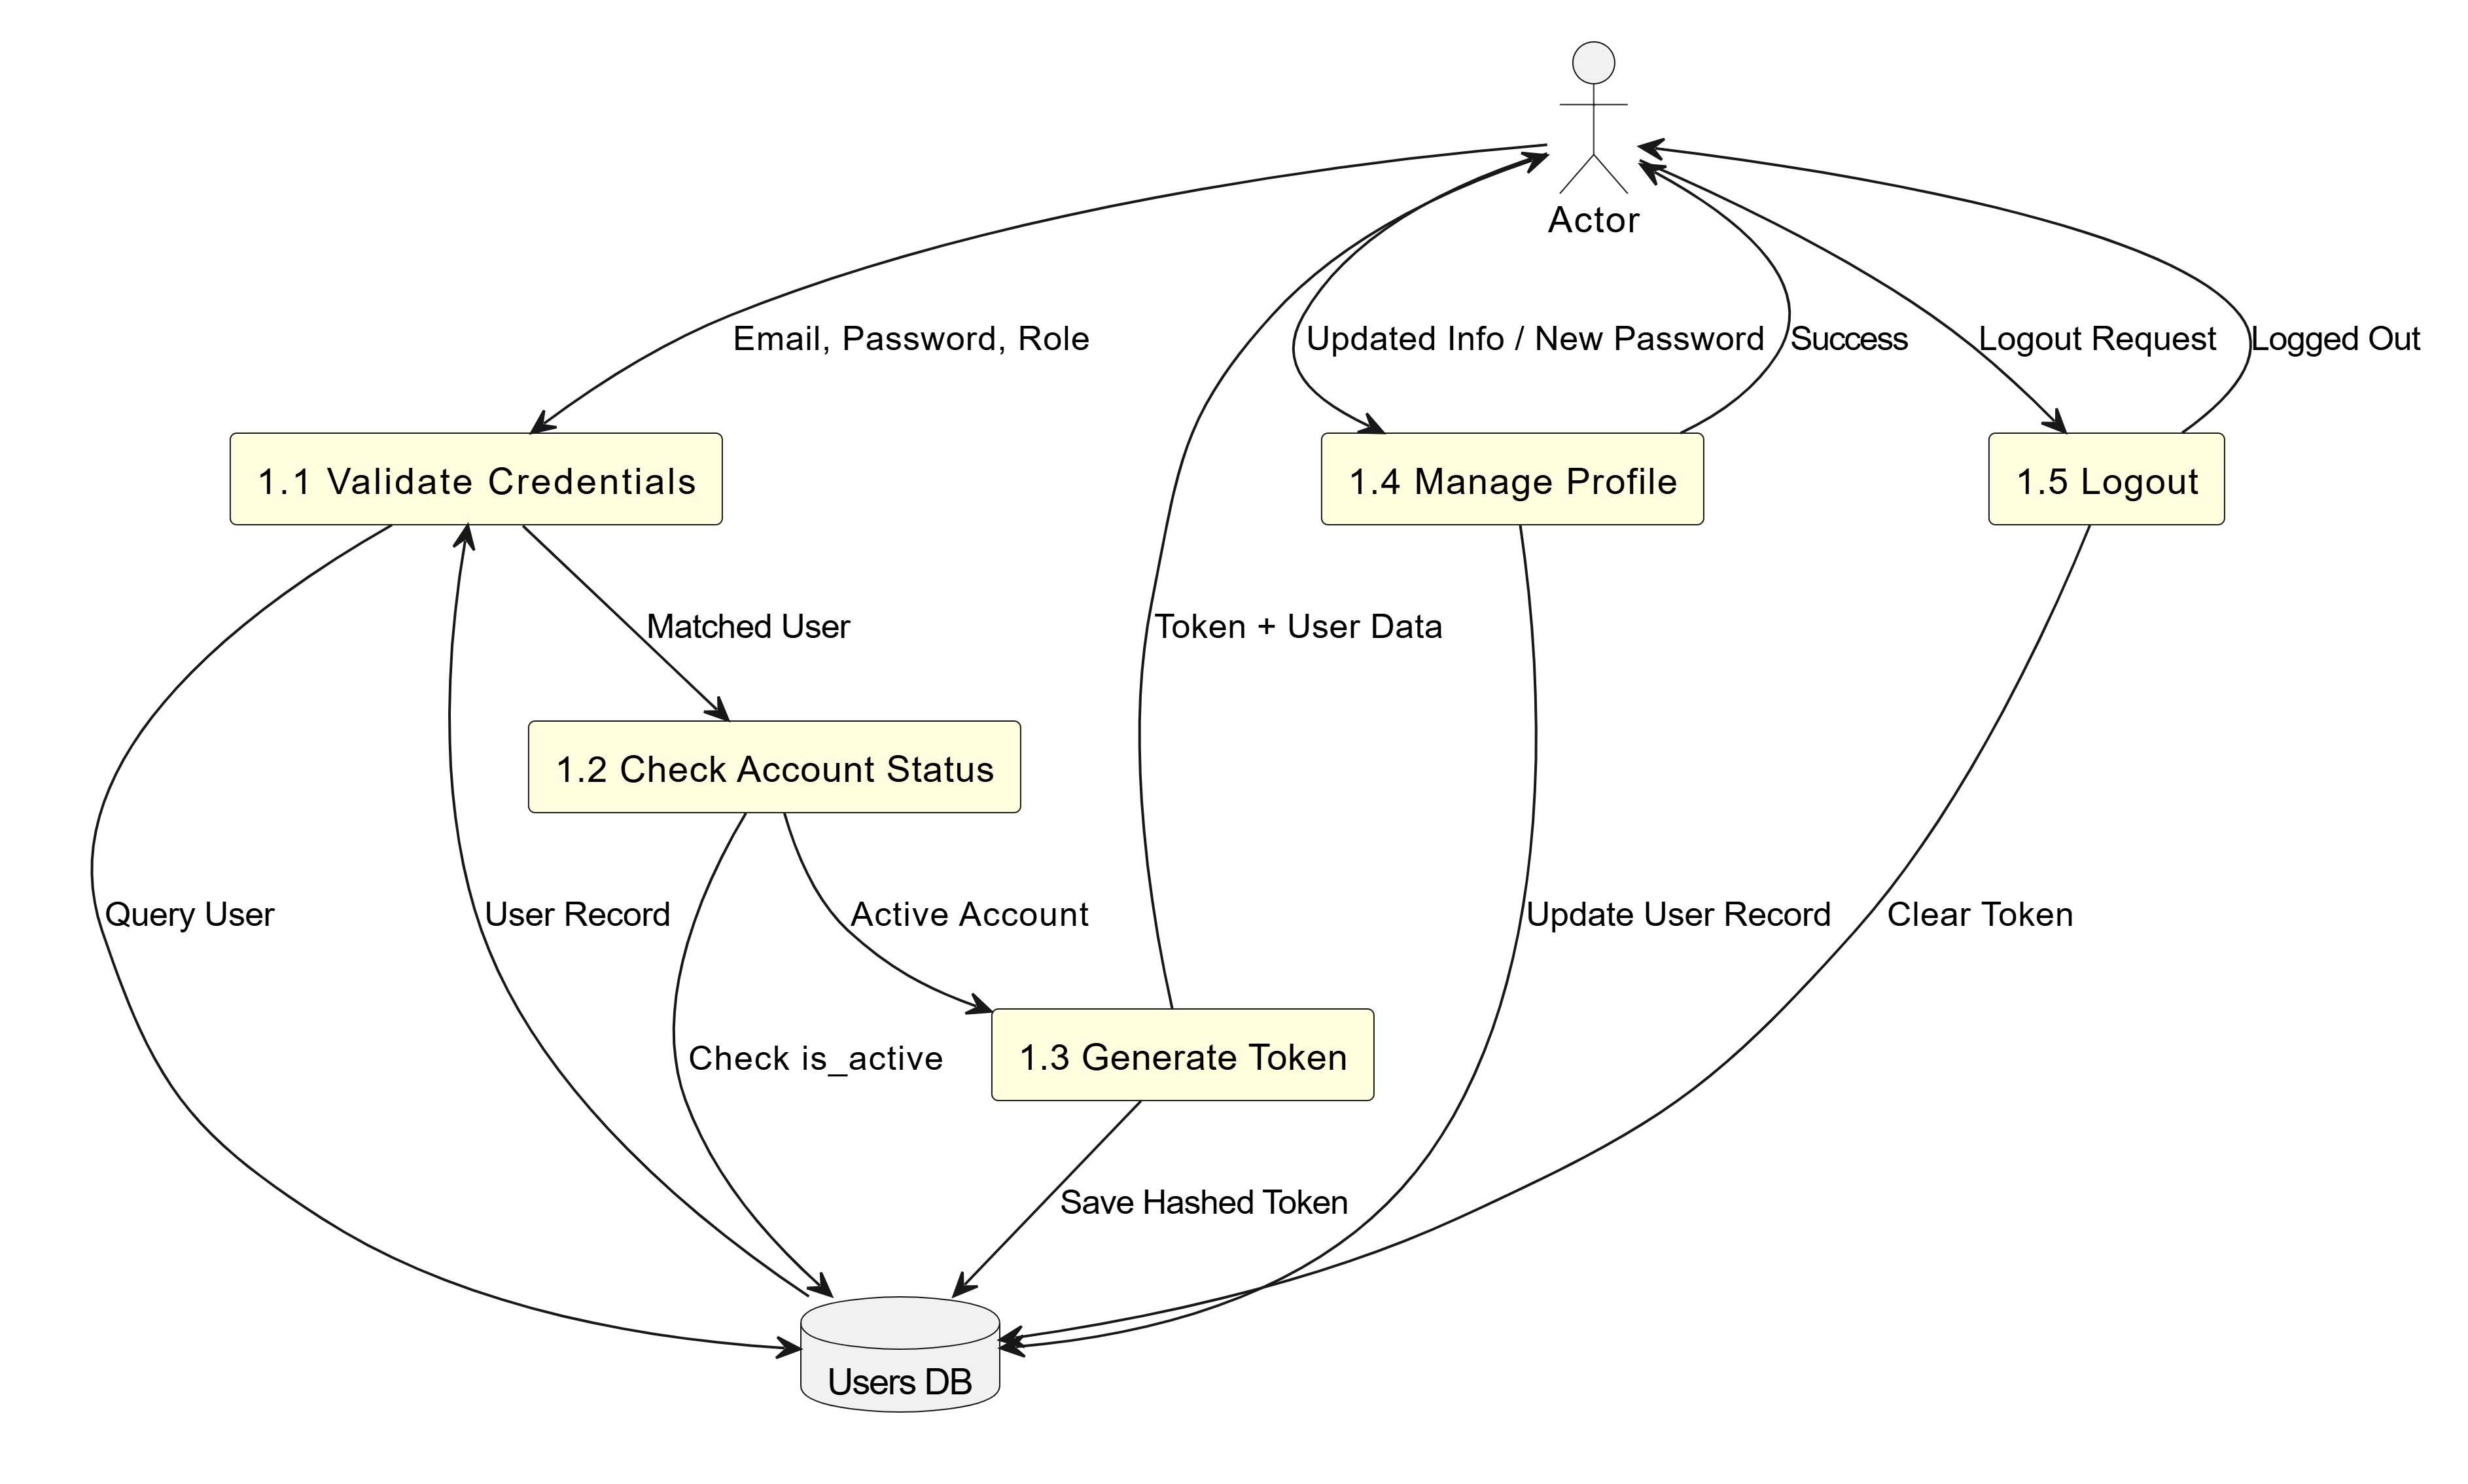 Actor
Email, Password, Role
Updated Info / New Password
Success
Logout Request
Logged Out
1.1 Validate Credentials
1.4 Manage Profile
1.5 Logout
Matched User
Token + User Data
1.2 Check Account Status
Query User
User Record
Active Account
Update User Record
Clear Token
Check is_active
1.3 Generate Token
Save Hashed Token
Users DB